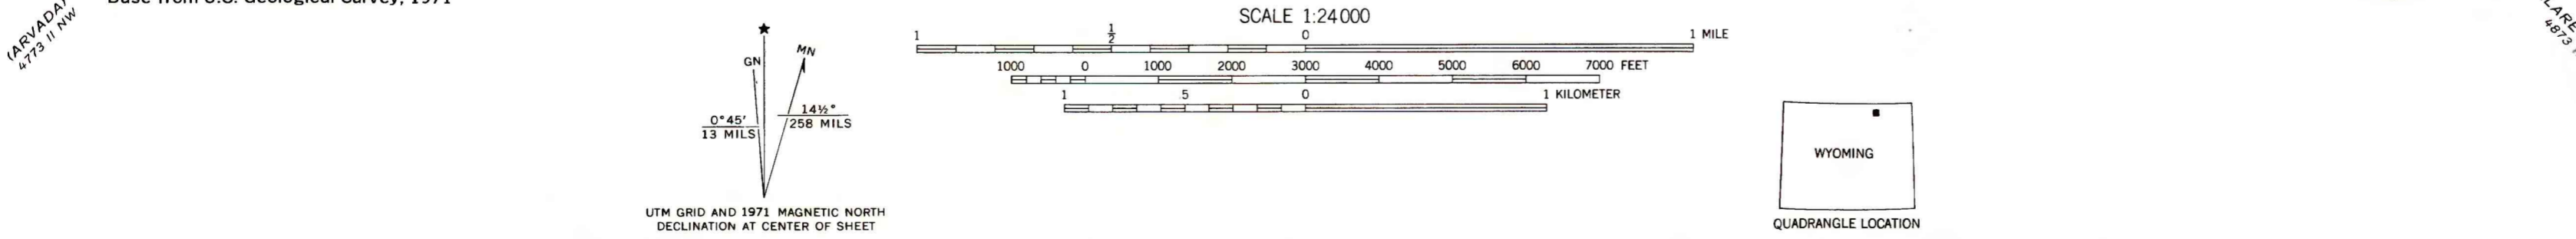 (ARVADA)
4773 II NW
Base from U.S. Geological Survey, 1971
SCALE 1:24000
1 ½ 0 1 MILE
1000 0 1000 2000 3000 4000 5000 6000 7000 FEET
1 .5 0 1 KILOMETER
★
GN
MN
0°45′
13 MILS
14½°
258 MILS
UTM GRID AND 1971 MAGNETIC NORTH
DECLINATION AT CENTER OF SHEET
WYOMING
QUADRANGLE LOCATION
4873